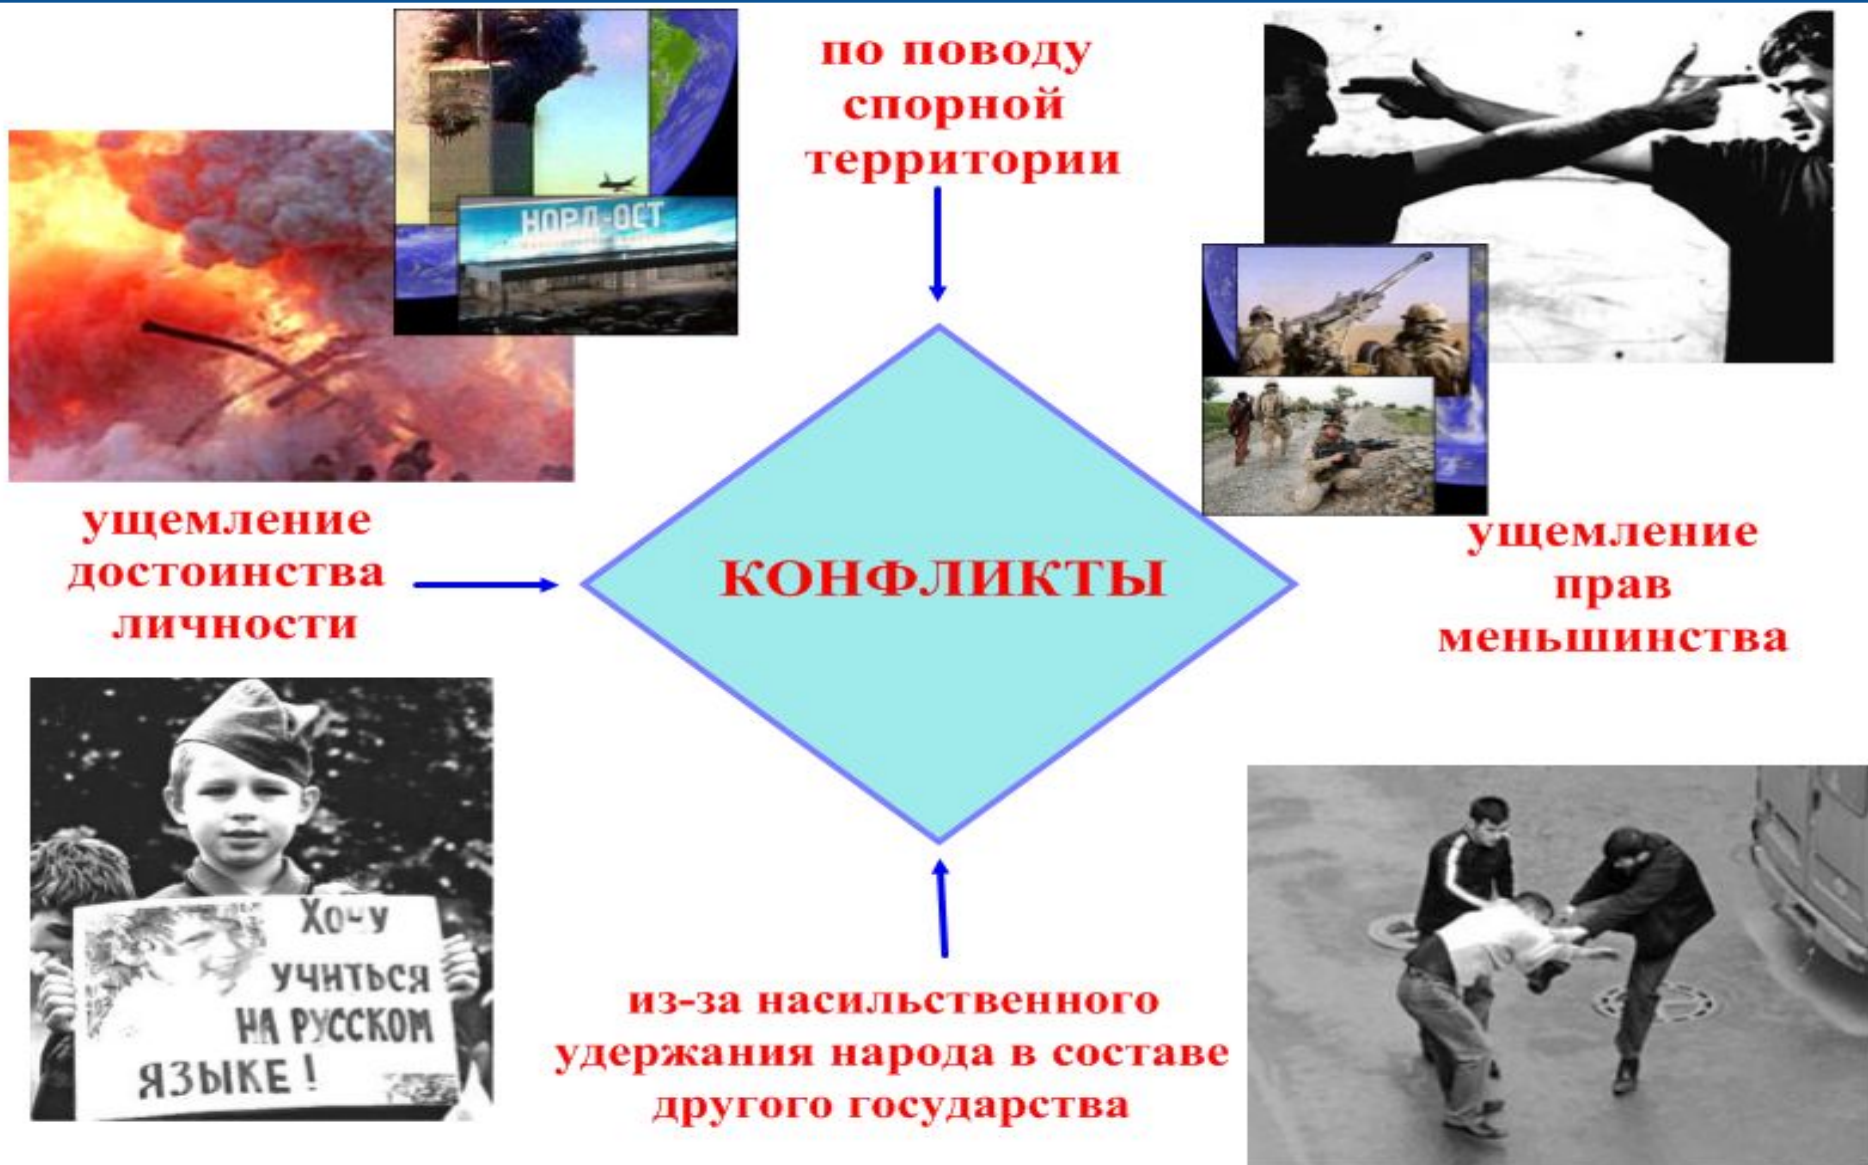 по поводу
спорной
территории
НОРД-ОСТ
ущемление
достоинства
личности
КОНФЛИКТЫ
ущемление
прав
меньшинства
Хочу
учиться
на русском
языке!
из-за насильственного
удержания народа в составе
другого государства